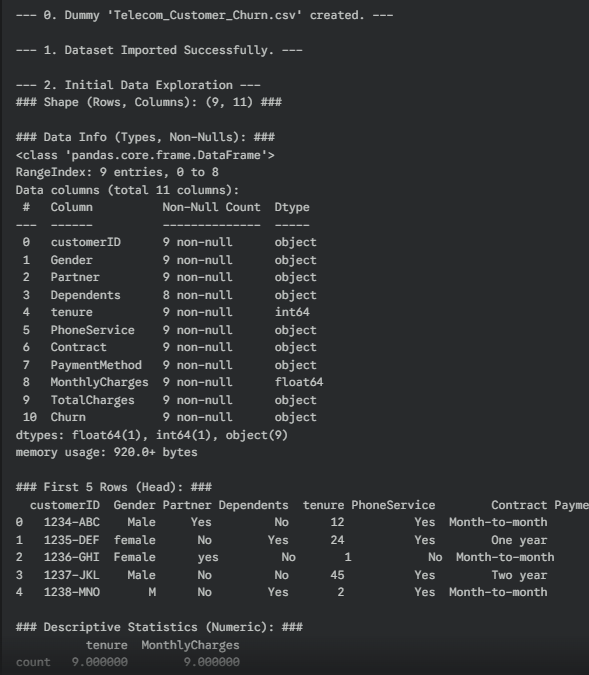 --- 0. Dummy 'Telecom_Customer_Churn.csv' created. ---
--- 1. Dataset Imported Successfully. ---
--- 2. Initial Data Exploration ---
### Shape (Rows, Columns): (9, 11) ###
### Data Info (Types, Non-Nulls): ###
<class 'pandas.core.frame.DataFrame'>
RangeIndex: 9 entries, 0 to 8
Data columns (total 11 columns):
 #   Column          Non-Null Count  Dtype
---  ------          --------------  -----
 0   customerID      9 non-null      object
 1   Gender          9 non-null      object
 2   Partner         9 non-null      object
 3   Dependents      8 non-null      object
 4   tenure          9 non-null      int64
 5   PhoneService    9 non-null      object
 6   Contract        9 non-null      object
 7   PaymentMethod   9 non-null      object
 8   MonthlyCharges  9 non-null      float64
 9   TotalCharges    9 non-null      object
 10  Churn           9 non-null      object
dtypes: float64(1), int64(1), object(9)
memory usage: 920.0+ bytes
### First 5 Rows (Head): ###
  customerID  Gender Partner Dependents  tenure PhoneService        Contract Payme
0   1234-ABC    Male     Yes         No      12          Yes  Month-to-month
1   1235-DEF  female      No        Yes      24          Yes        One year
2   1236-GHI  Female     yes         No       1           No  Month-to-month
3   1237-JKL    Male      No         No      45          Yes        Two year
4   1238-MNO       M      No        Yes       2          Yes  Month-to-month
### Descriptive Statistics (Numeric): ###
          tenure  MonthlyCharges
count   9.000000        9.000000